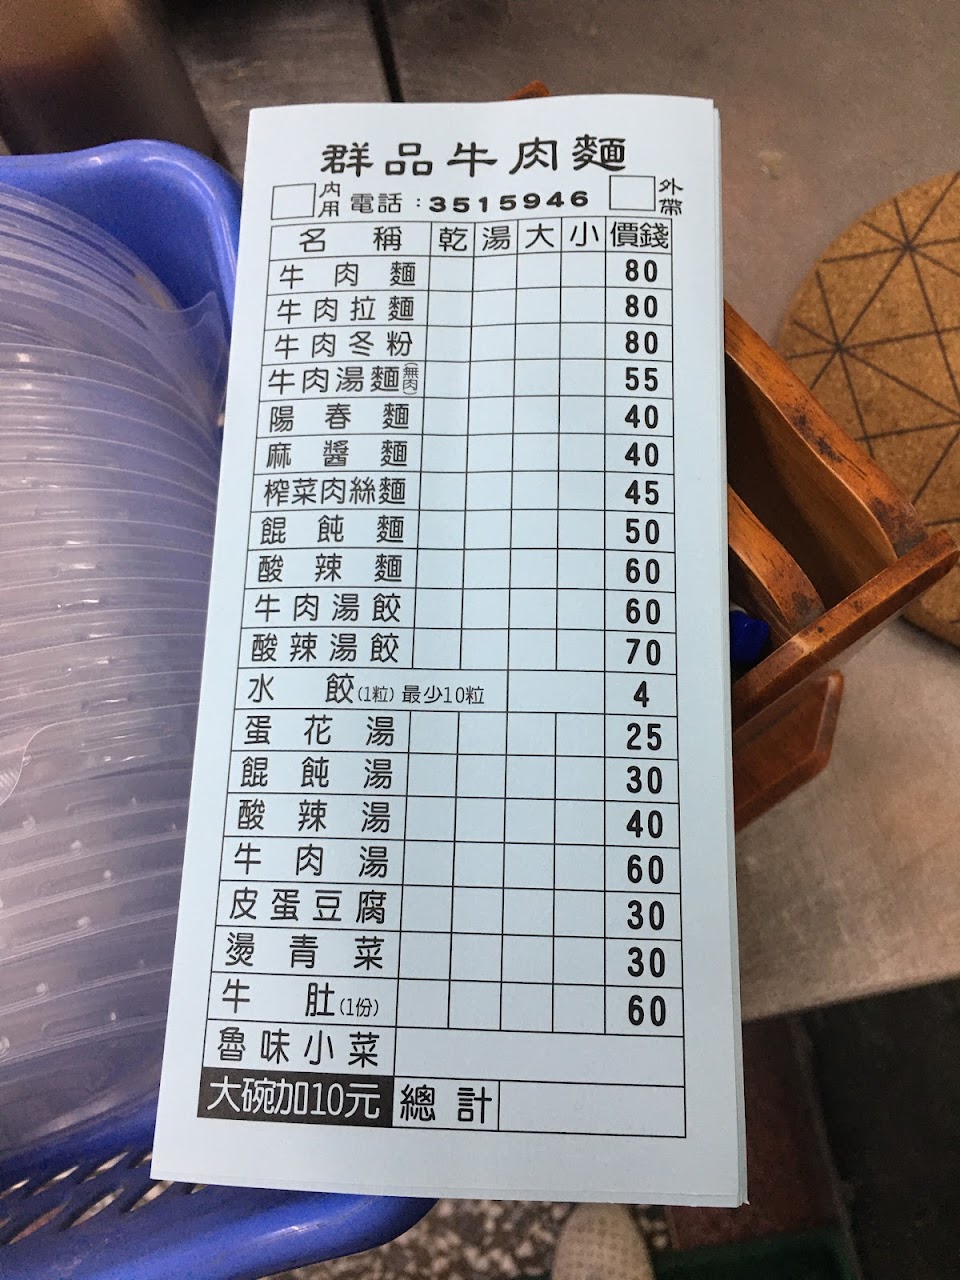 群品牛肉麵
內用 電話：3515946 外帶
名稱 乾 湯 大 小 價錢
牛肉麵 80
牛肉拉麵 80
牛肉冬粉 80
牛肉湯麵(無肉) 55
陽春麵 40
麻醬麵 40
榨菜肉絲麵 45
餛飩麵 50
酸辣麵 60
牛肉湯餃 60
酸辣湯餃 70
水餃(1粒)最少10粒 4
蛋花湯 25
餛飩湯 30
酸辣湯 40
牛肉湯 60
皮蛋豆腐 30
燙青菜 30
牛肚(1份) 60
魯味小菜
大碗加10元 總計